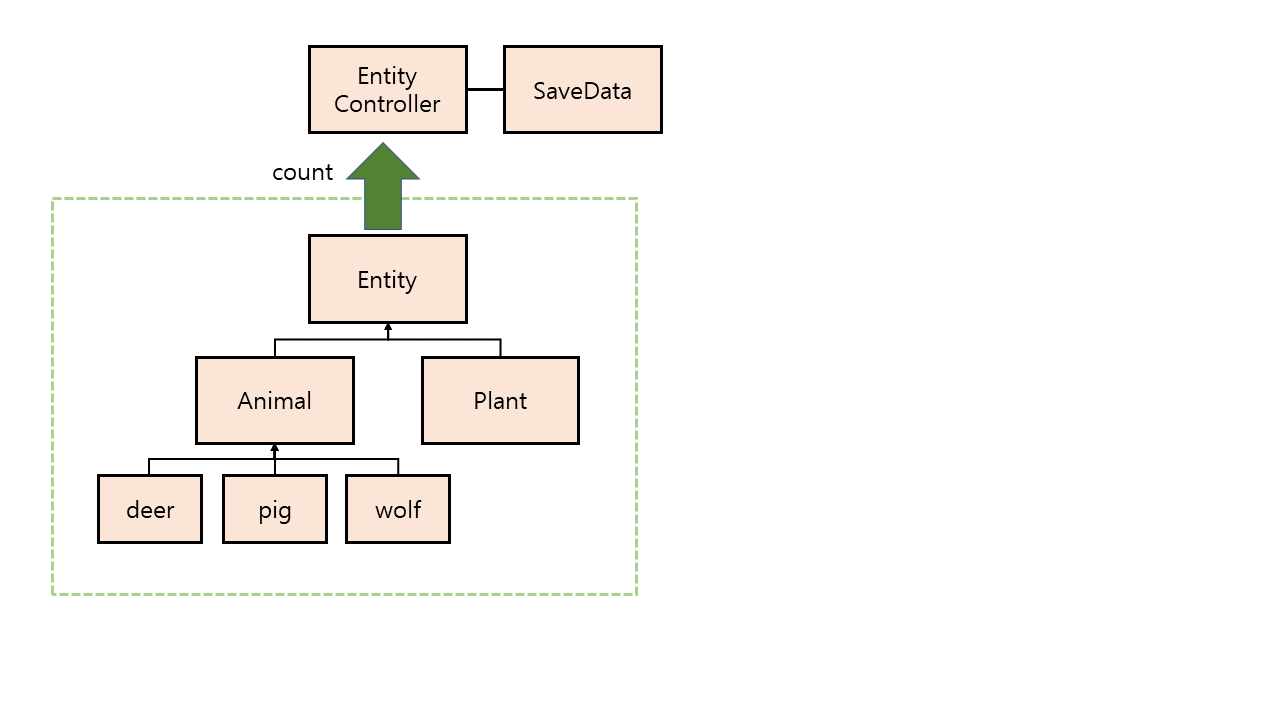 Entity
Controller
SaveData
count
Entity
Animal
Plant
deer
pig
wolf